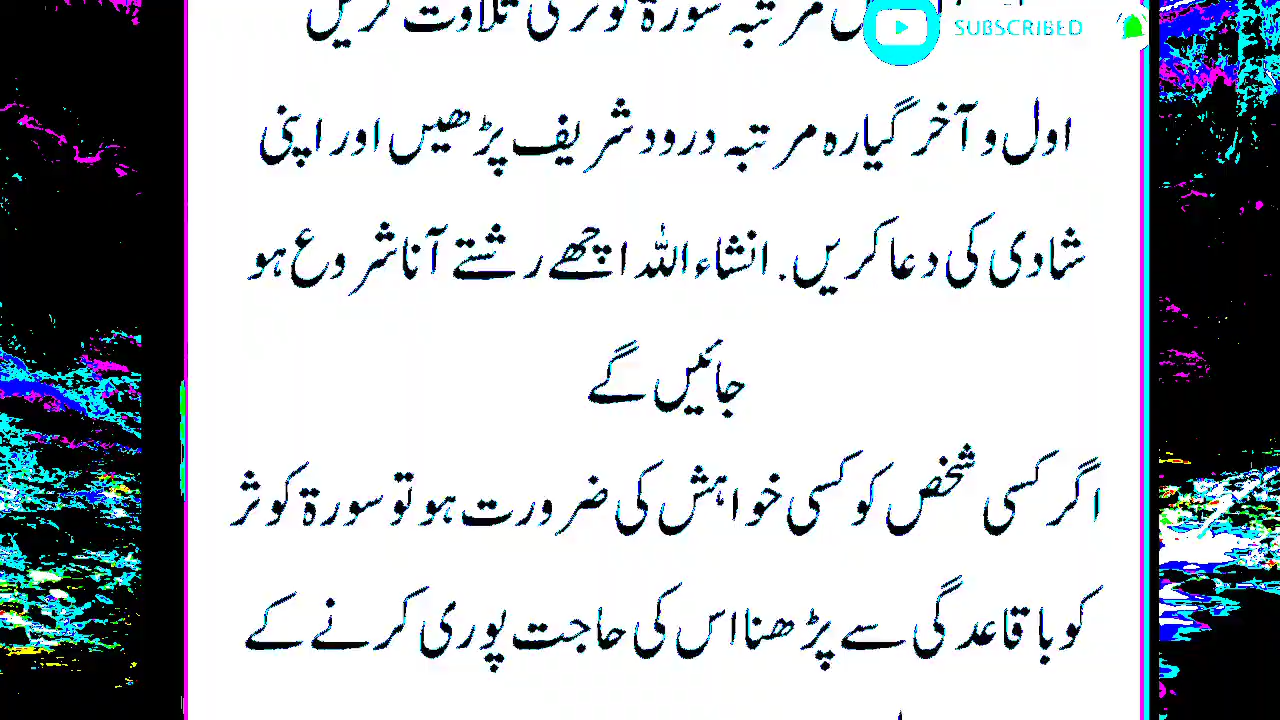 مرتبہ سورۃ کوثر کی تلاوت کریں
SUBSCRIBED
اول و آخر گیارہ مرتبہ درود شریف پڑھیں اور اپنی
شادی کی دعا کریں. انشاء اللہ اچھے رشتے آنا شروع ہو
جائیں گے
اگر کسی شخص کو کسی خواہش کی ضرورت ہو تو سورۃ کوثر
کو باقاعدگی سے پڑھنا اس کی حاجت پوری کرنے کے